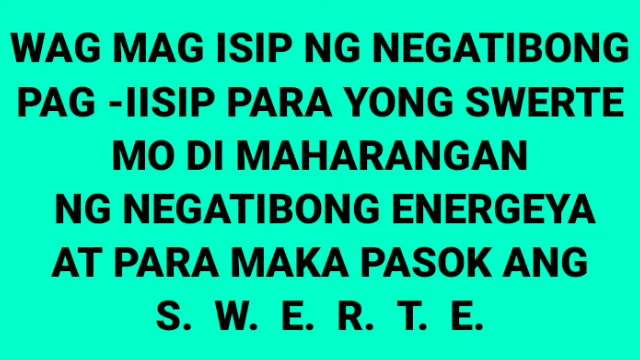 WAG MAG ISIP NG NEGATIBONG
PAG -IISIP PARA YONG SWERTE
MO DI MAHARANGAN
NG NEGATIBONG ENERGEYA
AT PARA MAKA PASOK ANG
S. W. E. R. T. E.